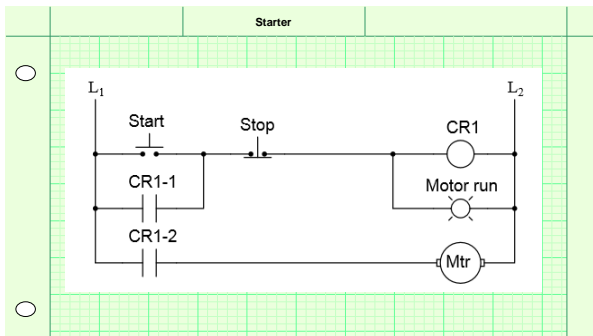 Starter
L1 L2
Start Stop CR1
CR1-1 Motor run
CR1-2
Mtr